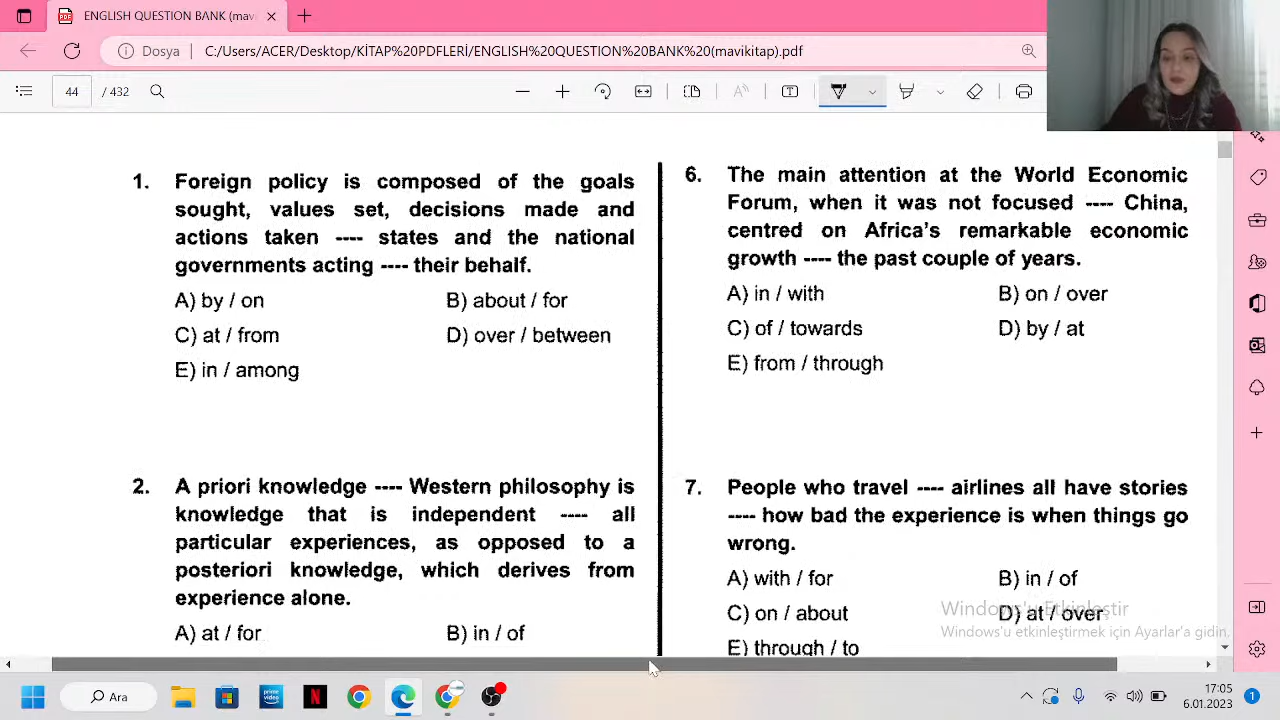 ENGLISH QUESTION BANK (mavi
Dosya
C:/Users/ACER/Desktop/KİTAP%20PDFLERİ/ENGLISH%20QUESTION%20BANK%20(mavikitap).pdf
44 / 432
1. Foreign policy is composed of the goals
sought, values set, decisions made and
actions taken ---- states and the national
governments acting ---- their behalf.
A) by / on
B) about / for
C) at / from
D) over / between
E) in / among
2. A priori knowledge ---- Western philosophy is
knowledge that is independent ---- all
particular experiences, as opposed to a
posteriori knowledge, which derives from
experience alone.
A) at / for
B) in / of
6. The main attention at the World Economic
Forum, when it was not focused ---- China,
centred on Africa's remarkable economic
growth ---- the past couple of years.
A) in / with
B) on / over
C) of / towards
D) by / at
E) from / through
7. People who travel ---- airlines all have stories
---- how bad the experience is when things go
wrong.
A) with / for
B) in / of
C) on / about
D) at / over
E) through / to
Windows'u Etkinleştir
Windows'u etkinleştirmek için Ayarlar'a gidin.
Ara
prime video
N
17:05
6.01.2023
1